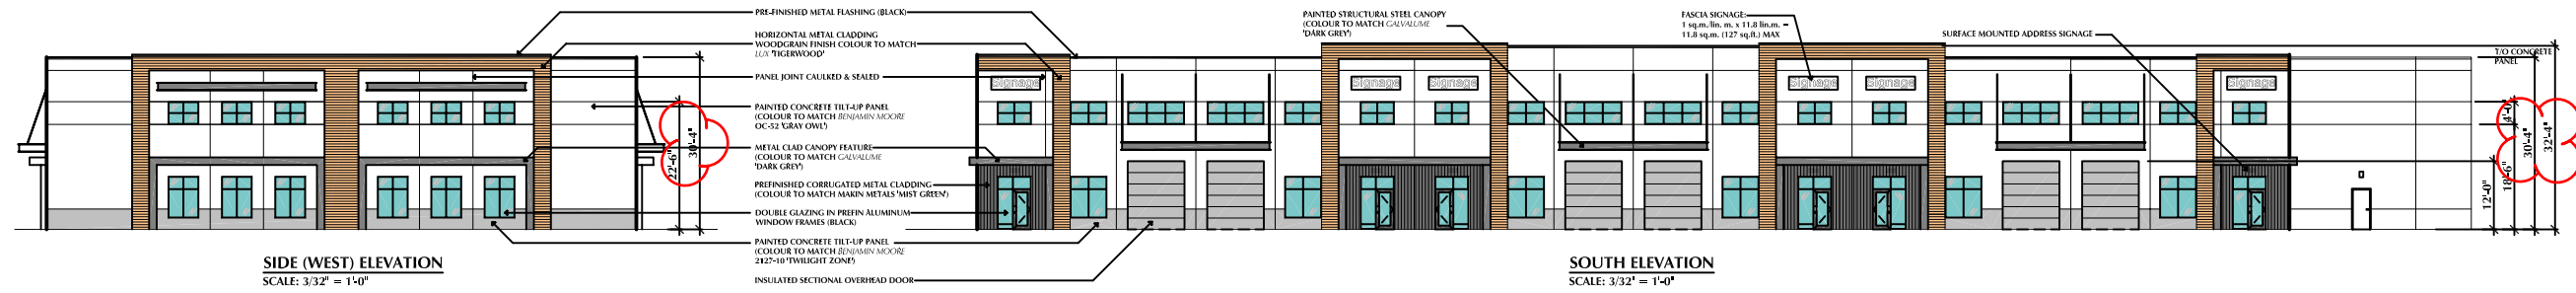 PRE-FINISHED METAL FLASHING (BLACK)
HORIZONTAL METAL CLADDING
WOODGRAIN FINISH COLOUR TO MATCH
LUX 'TIGERWOOD'
PANEL JOINT CAULKED & SEALED
PAINTED CONCRETE TILT-UP PANEL
(COLOUR TO MATCH BENJAMIN MOORE
OC-52 'GRAY OWL')
METAL CLAD CANOPY FEATURE
(COLOUR TO MATCH GALVALUME
'DARK GREY')
PREFINISHED CORRUGATED METAL CLADDING
(COLOUR TO MATCH MAKIN METALS 'MIST GREEN')
DOUBLE GLAZING IN PREFIN ALUMINUM
WINDOW FRAMES (BLACK)
PAINTED CONCRETE TILT-UP PANEL
(COLOUR TO MATCH BENJAMIN MOORE
2127-10 'TWILIGHT ZONE')
INSULATED SECTIONAL OVERHEAD DOOR
22'-6"
30'-4"
SIDE (WEST) ELEVATION
SCALE: 3/32" = 1'-0"
PAINTED STRUCTURAL STEEL CANOPY
(COLOUR TO MATCH GALVALUME
'DARK GREY')
FASCIA SIGNAGE:
1 sq.m./lin. m. x 11.8 lin.m. =
11.8 sq.m. (127 sq.ft.) MAX
SURFACE MOUNTED ADDRESS SIGNAGE
T/O CONCRETE
PANEL
Signage
Signage
Signage
Signage
Signage
Signage
12'-0"
18'-6"
4'-0"
30'-4"
32'-4"
SOUTH ELEVATION
SCALE: 3/32" = 1'-0"